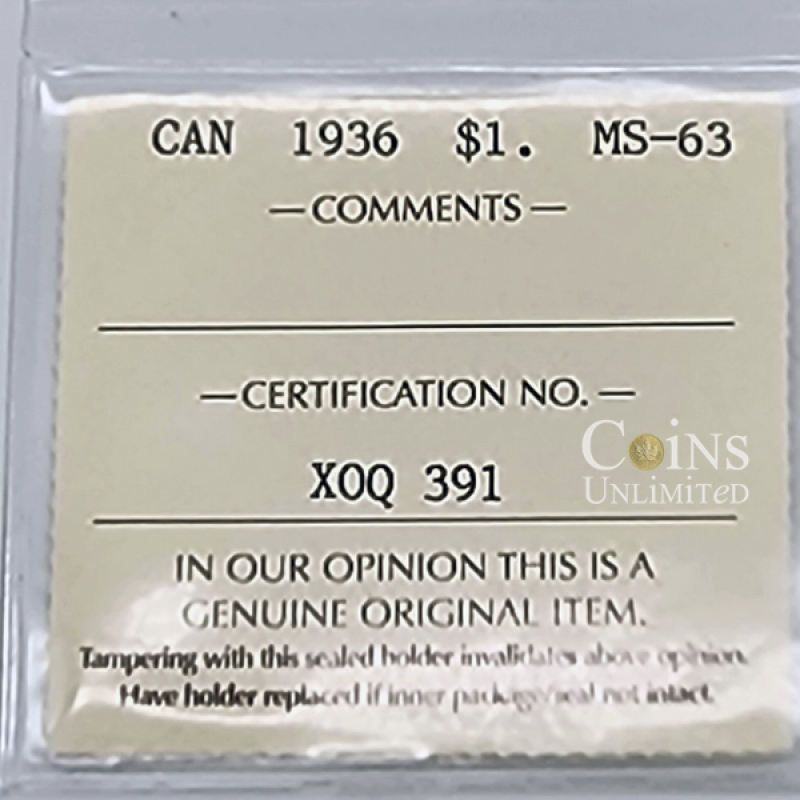 CAN 1936 $1. MS-63
—COMMENTS—
—CERTIFICATION NO.—
XOQ 391
COiNS
UNLiMITeD
IN OUR OPINION THIS IS A
GENUINE ORIGINAL ITEM.
Tampering with this sealed holder invalidates above opinion.
Have holder replaced if inner package/seal not intact.